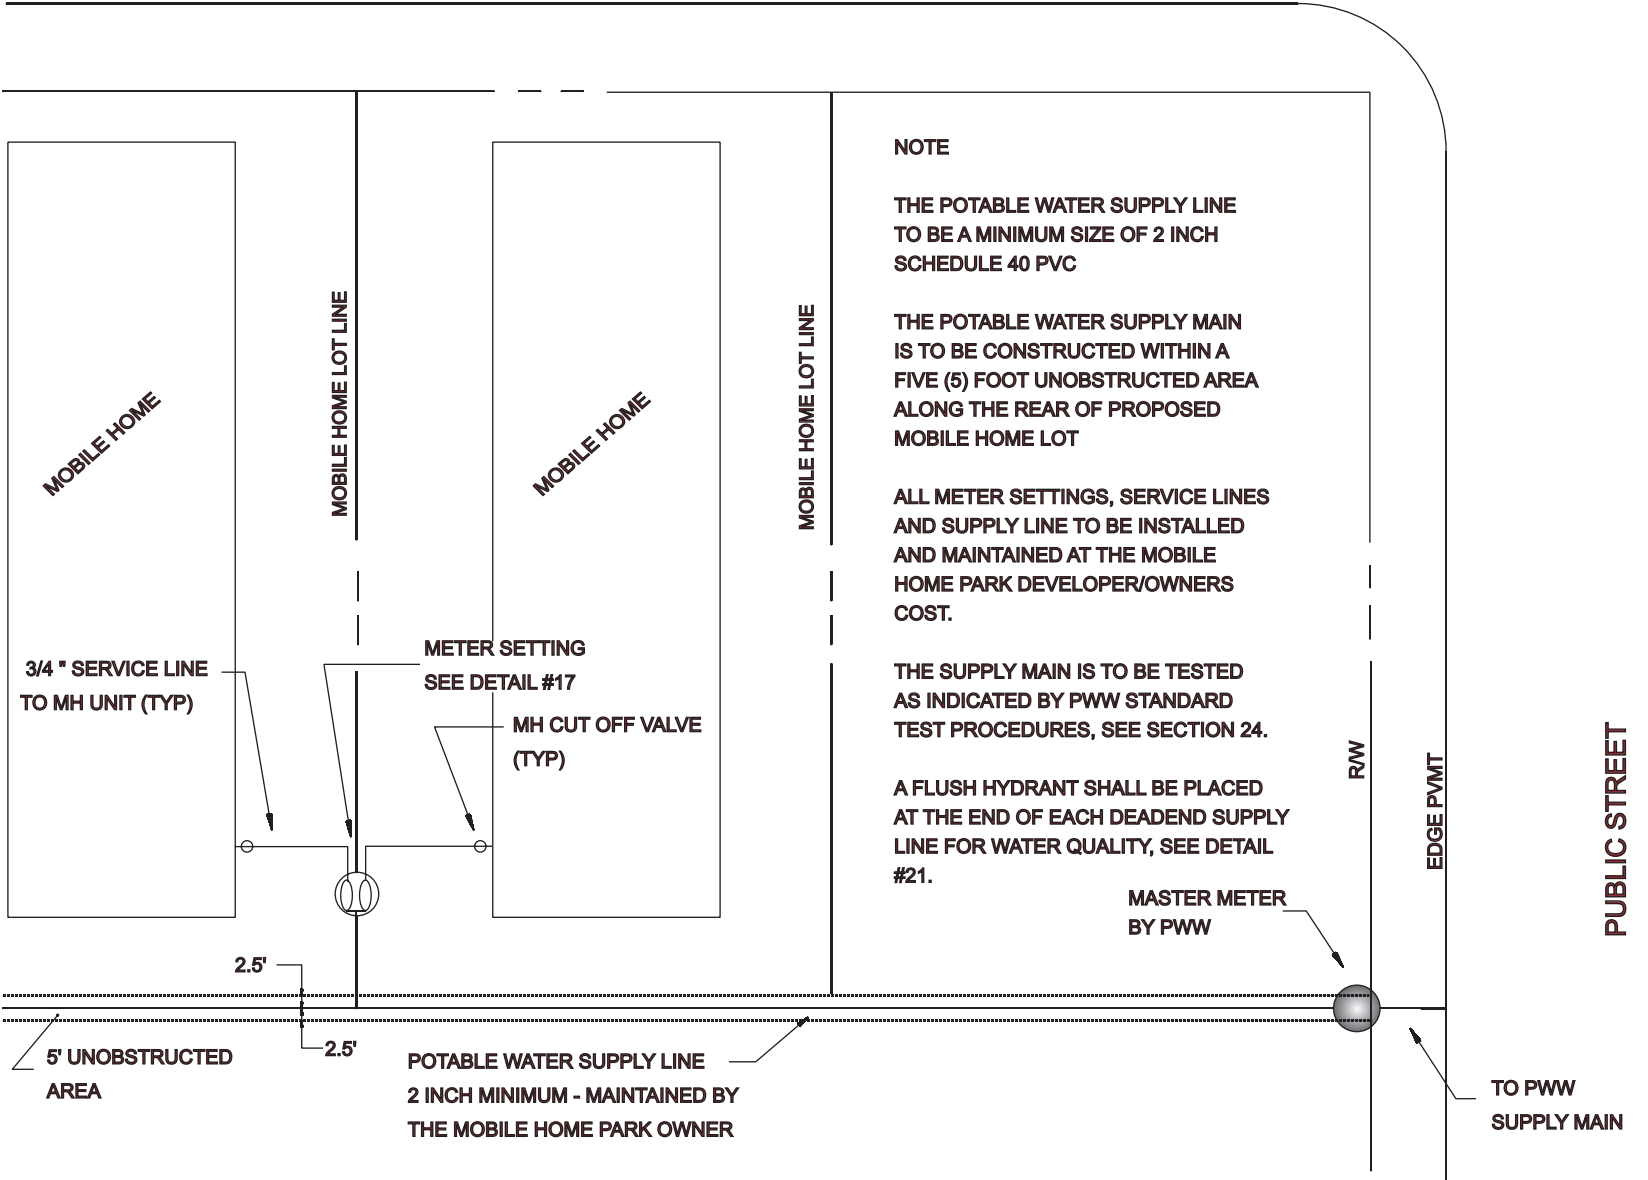 NOTE
THE POTABLE WATER SUPPLY LINE
TO BE A MINIMUM SIZE OF 2 INCH
SCHEDULE 40 PVC
THE POTABLE WATER SUPPLY MAIN
IS TO BE CONSTRUCTED WITHIN A
FIVE (5) FOOT UNOBSTRUCTED AREA
ALONG THE REAR OF PROPOSED
MOBILE HOME LOT
ALL METER SETTINGS, SERVICE LINES
AND SUPPLY LINE TO BE INSTALLED
AND MAINTAINED AT THE MOBILE
HOME PARK DEVELOPER/OWNERS
COST.
THE SUPPLY MAIN IS TO BE TESTED
AS INDICATED BY PWW STANDARD
TEST PROCEDURES, SEE SECTION 24.
A FLUSH HYDRANT SHALL BE PLACED
AT THE END OF EACH DEADEND SUPPLY
LINE FOR WATER QUALITY, SEE DETAIL
#21.
MOBILE HOME
MOBILE HOME LOT LINE
MOBILE HOME
MOBILE HOME LOT LINE
3/4 " SERVICE LINE
TO MH UNIT (TYP)
METER SETTING
SEE DETAIL #17
MH CUT OFF VALVE
(TYP)
R/W
EDGE PVMT
PUBLIC STREET
MASTER METER
BY PWW
2.5'
2.5'
5' UNOBSTRUCTED
AREA
POTABLE WATER SUPPLY LINE
2 INCH MINIMUM - MAINTAINED BY
THE MOBILE HOME PARK OWNER
TO PWW
SUPPLY MAIN